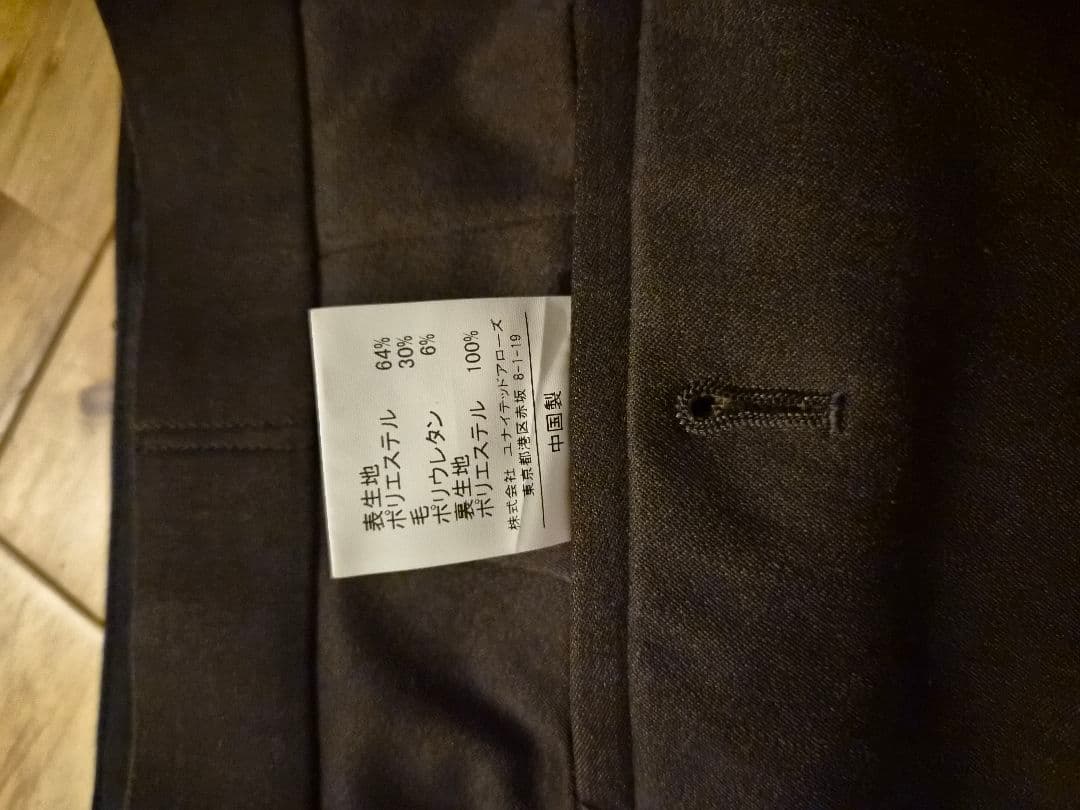 表生地
ポリエステル 64%
毛 30%
ポリウレタン 6%
裏生地
ポリエステル 100%
株式会社 ユナイテッドアローズ
東京都港区赤坂 8-1-19
中国製